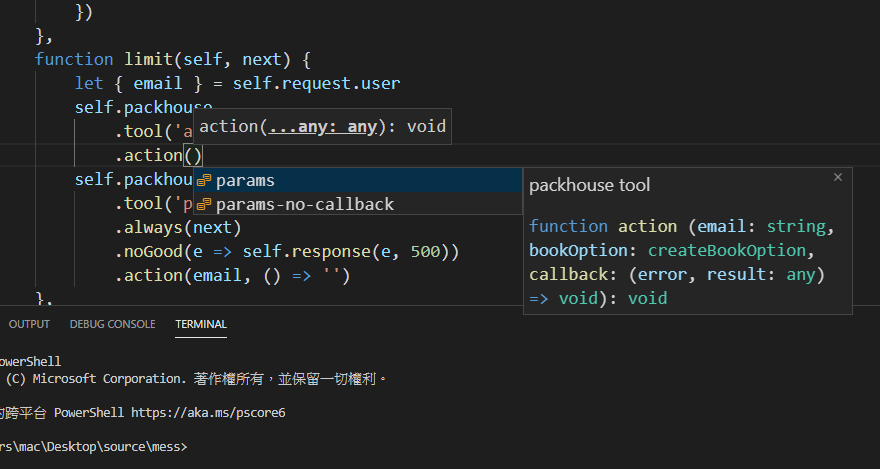 })
},
function limit(self, next) {
let { email } = self.request.user
self.packhouse
.tool('a
action(...any: any): void
.action()
self.packhou
params
params-no-callback
.tool('p
.always(next)
.noGood(e => self.response(e, 500))
.action(email, () => '')
},
packhouse tool
function action (email: string,
bookOption: createBookOption,
callback: (error, result: any)
=> void): void
OUTPUT DEBUG CONSOLE TERMINAL
owerShell
(C) Microsoft Corporation. 著作權所有，並保留一切權利。
的跨平台 PowerShell https://aka.ms/pscore6
rs\mac\Desktop\source\mess>